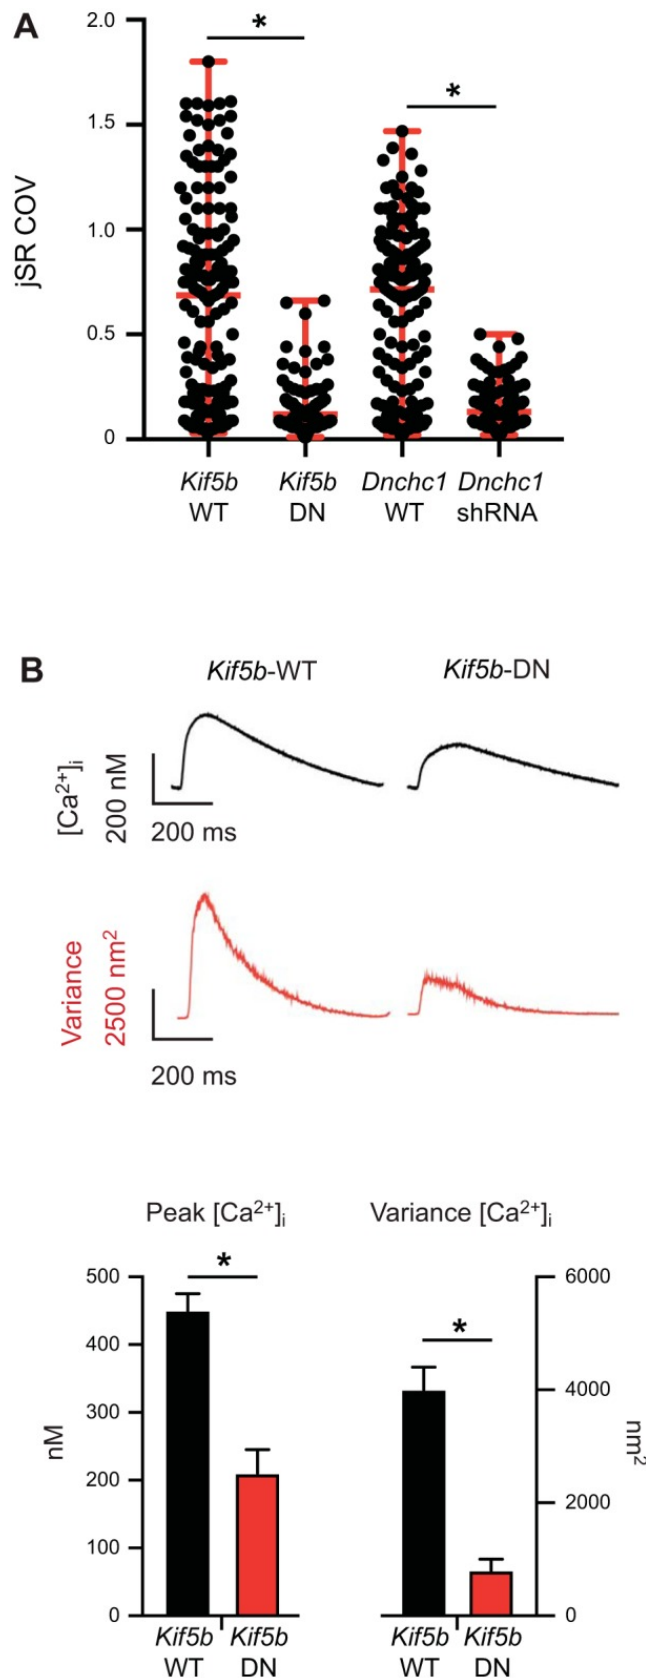 A
2.0
1.5
1.0
0.5
0
jSR COV
*
*
Kif5b
WT
Kif5b
DN
Dnchc1
WT
Dnchc1
shRNA
B
Kif5b-WT
Kif5b-DN
[Ca²⁺]ᵢ
200 nM
200 ms
Variance
2500 nm²
200 ms
Peak [Ca²⁺]ᵢ
500
400
300
200
100
0
nM
*
Kif5b
WT
Kif5b
DN
Variance [Ca²⁺]ᵢ
*
6000
4000
2000
0
nm²
Kif5b
WT
Kif5b
DN